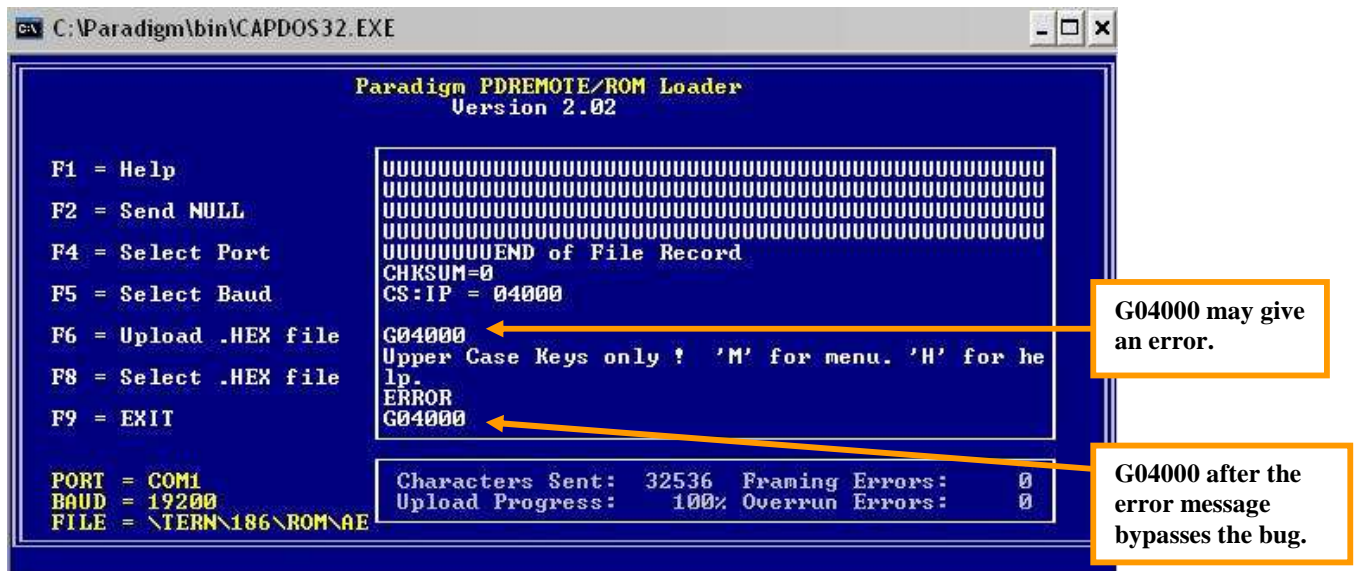 C:\Paradigm\bin\CAPDOS32.EXE
Paradigm PDREMOTE/ROM Loader
Version 2.02
F1 = Help
F2 = Send NULL
F4 = Select Port
F5 = Select Baud
F6 = Upload .HEX file
F8 = Select .HEX file
F9 = EXIT
UUUUUUUUUUUUUUUUUUUUUUUUUUUUUUUUUUUUUUUUUUUUUUUU
UUUUUUUUUUUUUUUUUUUUUUUUUUUUUUUUUUUUUUUUUUUUUUUU
UUUUUUUUUUUUUUUUUUUUUUUUUUUUUUUUUUUUUUUUUUUUUUUU
UUUUUUUUUUUUUUUUUUUUUUUUUUUUUUUUUUUUUUUUUUUUUUUU
UUUUUUUUEND of File Record
CHKSUM=0
CS:IP = 04000
G04000
Upper Case Keys only !  'M' for menu. 'H' for he
lp.
ERROR
G04000
PORT = COM1
BAUD = 19200
FILE = \TERN\186\ROM\AE
Characters Sent: 32536 Framing Errors: 0
Upload Progress: 100% Overrun Errors: 0
G04000 may give
an error.
G04000 after the
error message
bypasses the bug.